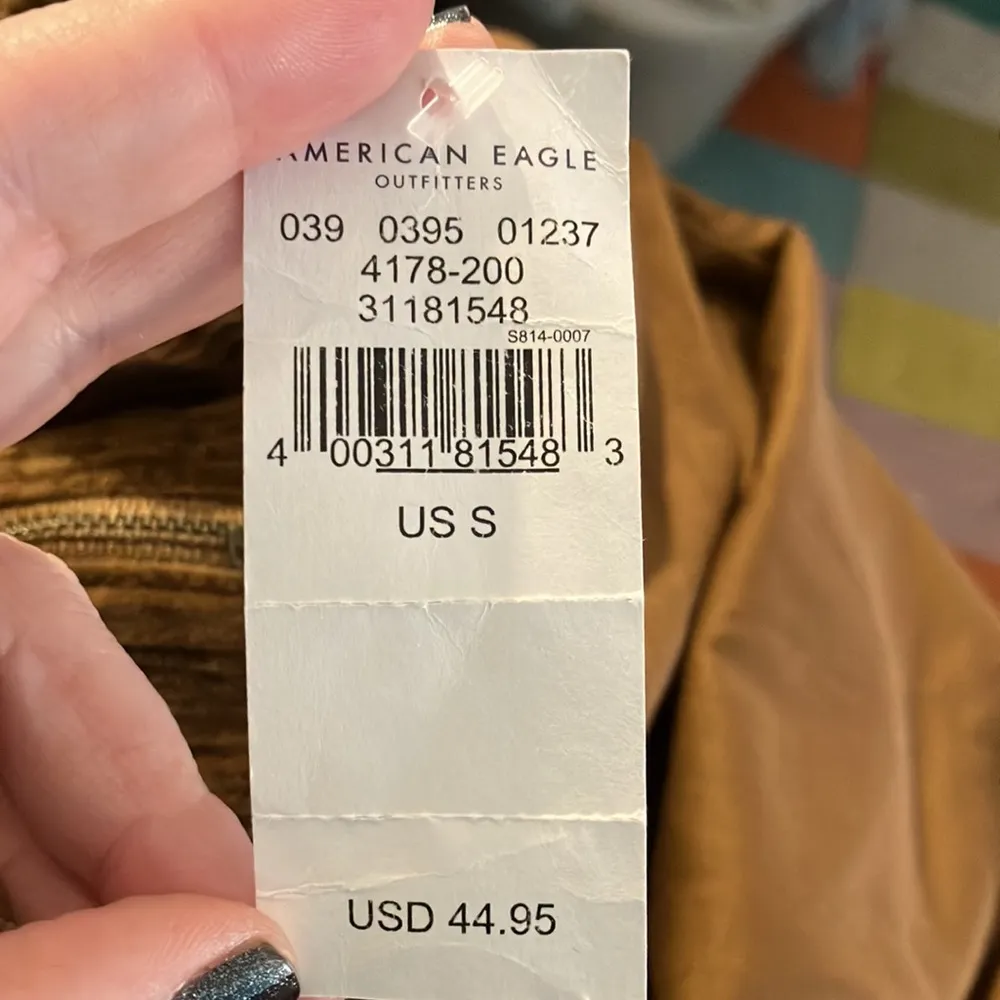 AMERICAN EAGLE
OUTFITTERS
039 0395 01237
4178-200
31181548
S814-0007
4 00311 81548 3
US S
USD 44.95